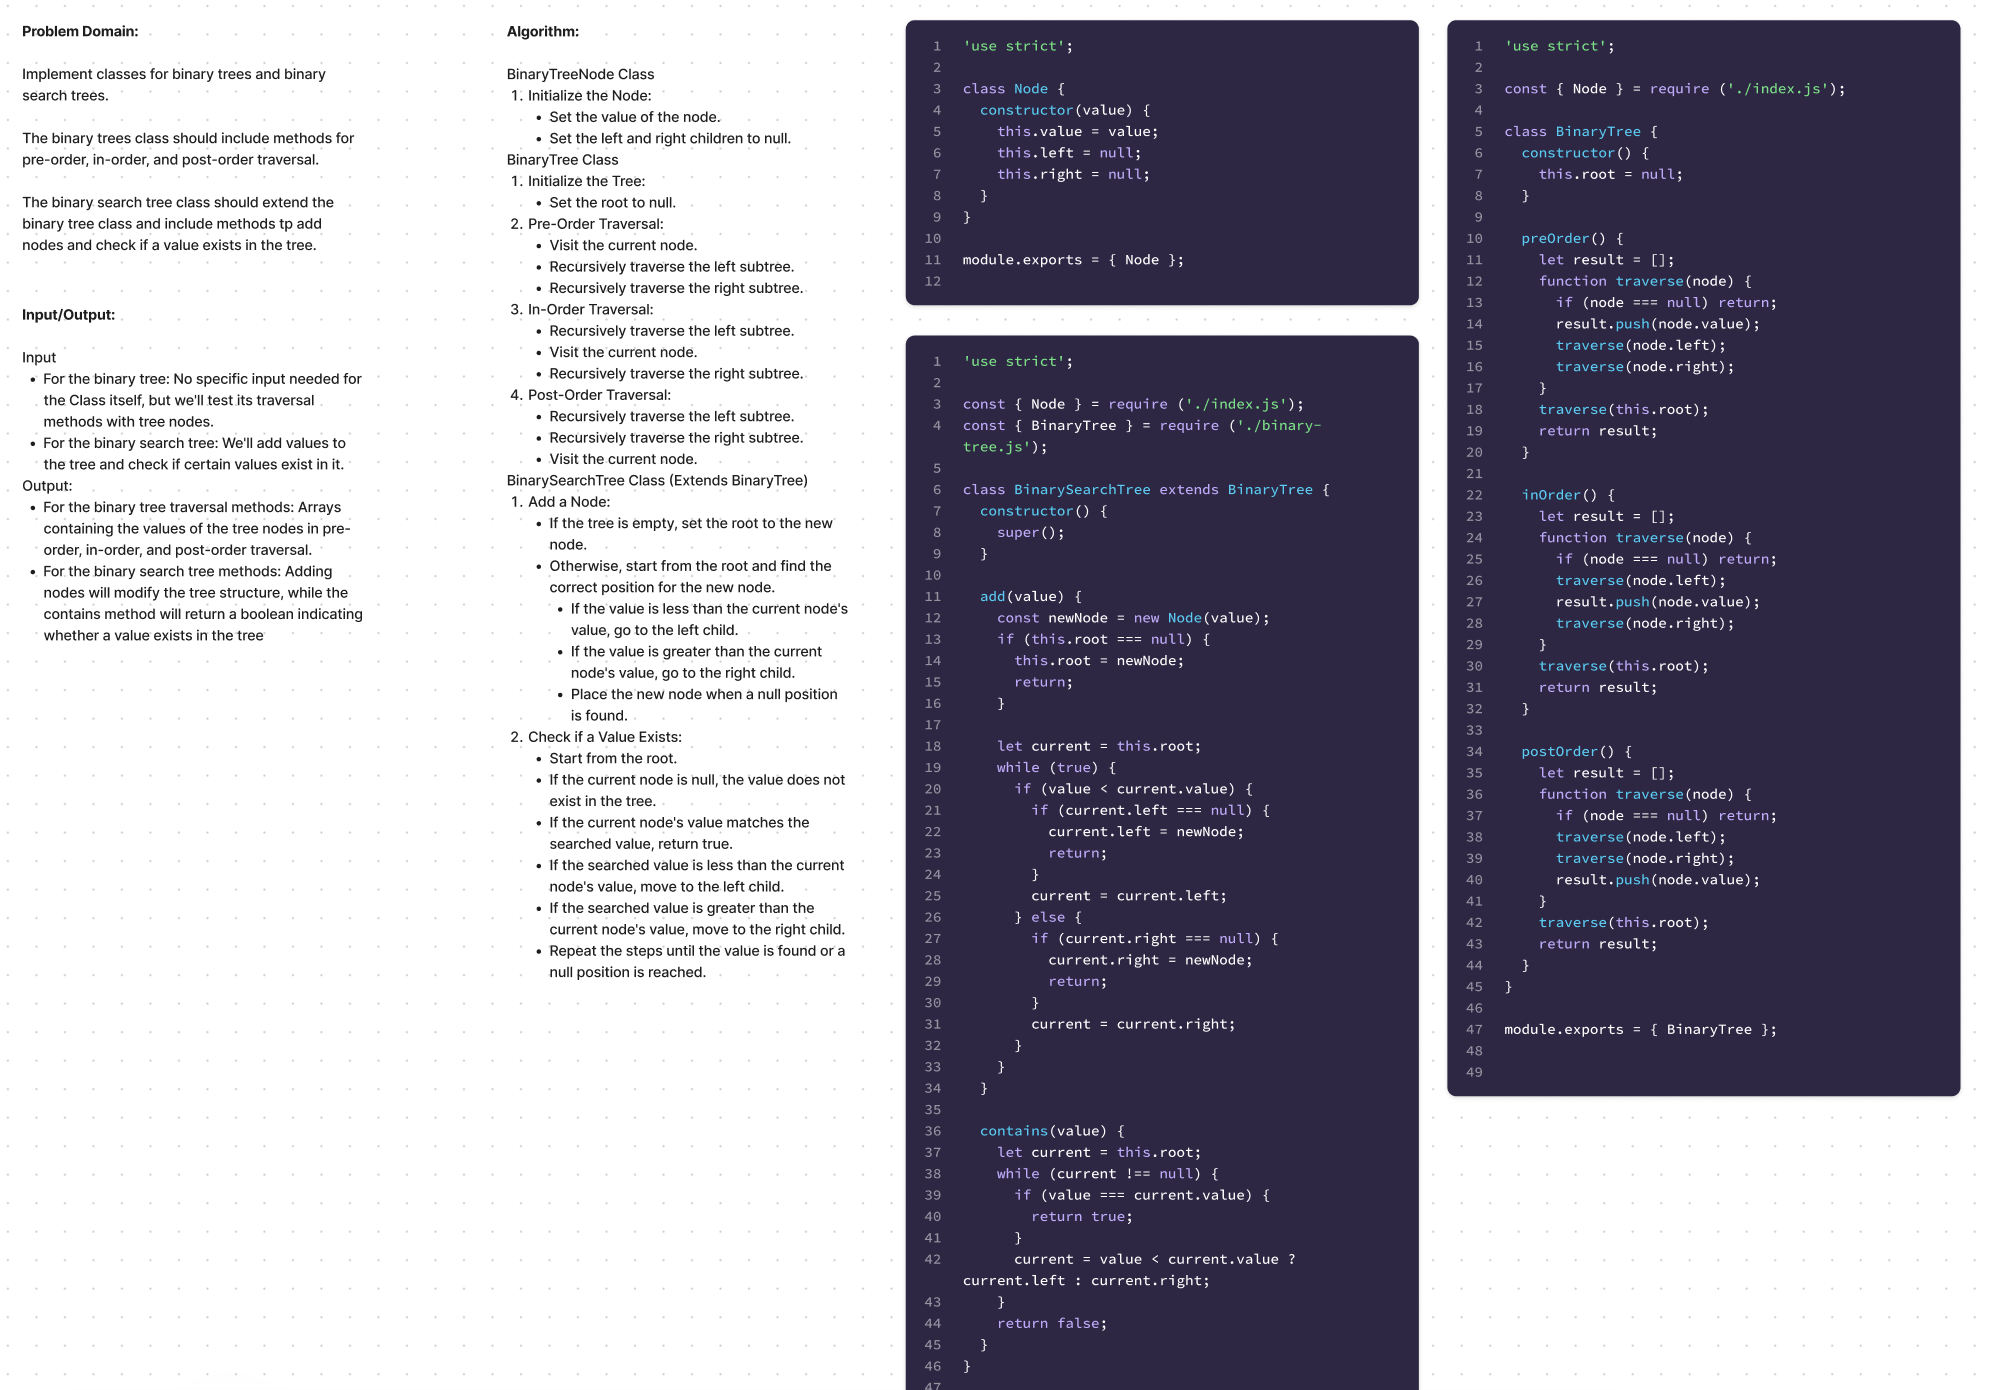 Problem Domain:
Implement classes for binary trees and binary
search trees.
The binary trees class should include methods for
pre-order, in-order, and post-order traversal.
The binary search tree class should extend the
binary tree class and include methods tp add
nodes and check if a value exists in the tree.
Input/Output:
Input
• For the binary tree: No specific input needed for
the Class itself, but we'll test its traversal
methods with tree nodes.
• For the binary search tree: We'll add values to
the tree and check if certain values exist in it.
Output:
• For the binary tree traversal methods: Arrays
containing the values of the tree nodes in pre-
order, in-order, and post-order traversal.
• For the binary search tree methods: Adding
nodes will modify the tree structure, while the
contains method will return a boolean indicating
whether a value exists in the tree
Algorithm:
BinaryTreeNode Class
1. Initialize the Node:
• Set the value of the node.
• Set the left and right children to null.
BinaryTree Class
1. Initialize the Tree:
• Set the root to null.
2. Pre-Order Traversal:
• Visit the current node.
• Recursively traverse the left subtree.
• Recursively traverse the right subtree.
3. In-Order Traversal:
• Recursively traverse the left subtree.
• Visit the current node.
• Recursively traverse the right subtree.
4. Post-Order Traversal:
• Recursively traverse the left subtree.
• Recursively traverse the right subtree.
• Visit the current node.
BinarySearchTree Class (Extends BinaryTree)
1. Add a Node:
• If the tree is empty, set the root to the new
node.
• Otherwise, start from the root and find the
correct position for the new node.
• If the value is less than the current node's
value, go to the left child.
• If the value is greater than the current
node's value, go to the right child.
• Place the new node when a null position
is found.
2. Check if a Value Exists:
• Start from the root.
• If the current node is null, the value does not
exist in the tree.
• If the current node's value matches the
searched value, return true.
• If the searched value is less than the current
node's value, move to the left child.
• If the searched value is greater than the
current node's value, move to the right child.
• Repeat the steps until the value is found or a
null position is reached.
1 'use strict';
2
3 class Node {
4   constructor(value) {
5     this.value = value;
6     this.left = null;
7     this.right = null;
8   }
9 }
10
11 module.exports = { Node };
12
1 'use strict';
2
3 const { Node } = require ('./index.js');
4 const { BinaryTree } = require ('./binary-
tree.js');
5
6 class BinarySearchTree extends BinaryTree {
7   constructor() {
8     super();
9   }
10
11   add(value) {
12     const newNode = new Node(value);
13     if (this.root === null) {
14       this.root = newNode;
15       return;
16     }
17
18     let current = this.root;
19     while (true) {
20       if (value < current.value) {
21         if (current.left === null) {
22           current.left = newNode;
23           return;
24         }
25         current = current.left;
26       } else {
27         if (current.right === null) {
28           current.right = newNode;
29           return;
30         }
31         current = current.right;
32       }
33     }
34   }
35
36   contains(value) {
37     let current = this.root;
38     while (current !== null) {
39       if (value === current.value) {
40         return true;
41       }
42       current = value < current.value ?
current.left : current.right;
43     }
44     return false;
45   }
46 }
47
1 'use strict';
2
3 const { Node } = require ('./index.js');
4
5 class BinaryTree {
6   constructor() {
7     this.root = null;
8   }
9
10   preOrder() {
11     let result = [];
12     function traverse(node) {
13       if (node === null) return;
14       result.push(node.value);
15       traverse(node.left);
16       traverse(node.right);
17     }
18     traverse(this.root);
19     return result;
20   }
21
22   inOrder() {
23     let result = [];
24     function traverse(node) {
25       if (node === null) return;
26       traverse(node.left);
27       result.push(node.value);
28       traverse(node.right);
29     }
30     traverse(this.root);
31     return result;
32   }
33
34   postOrder() {
35     let result = [];
36     function traverse(node) {
37       if (node === null) return;
38       traverse(node.left);
39       traverse(node.right);
40       result.push(node.value);
41     }
42     traverse(this.root);
43     return result;
44   }
45 }
46
47 module.exports = { BinaryTree };
48
49